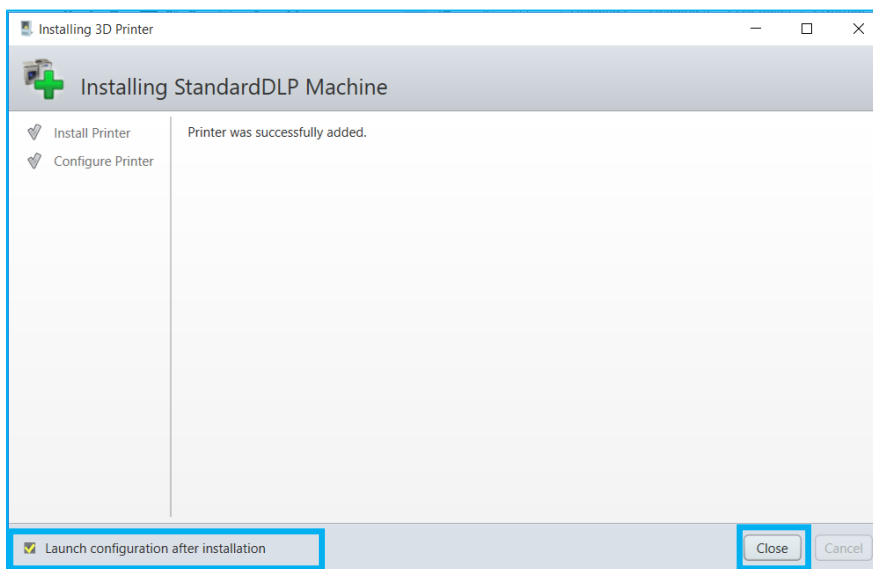 Installing 3D Printer
Installing StandardDLP Machine
Install Printer
Configure Printer
Printer was successfully added.
Launch configuration after installation
Close
Cancel